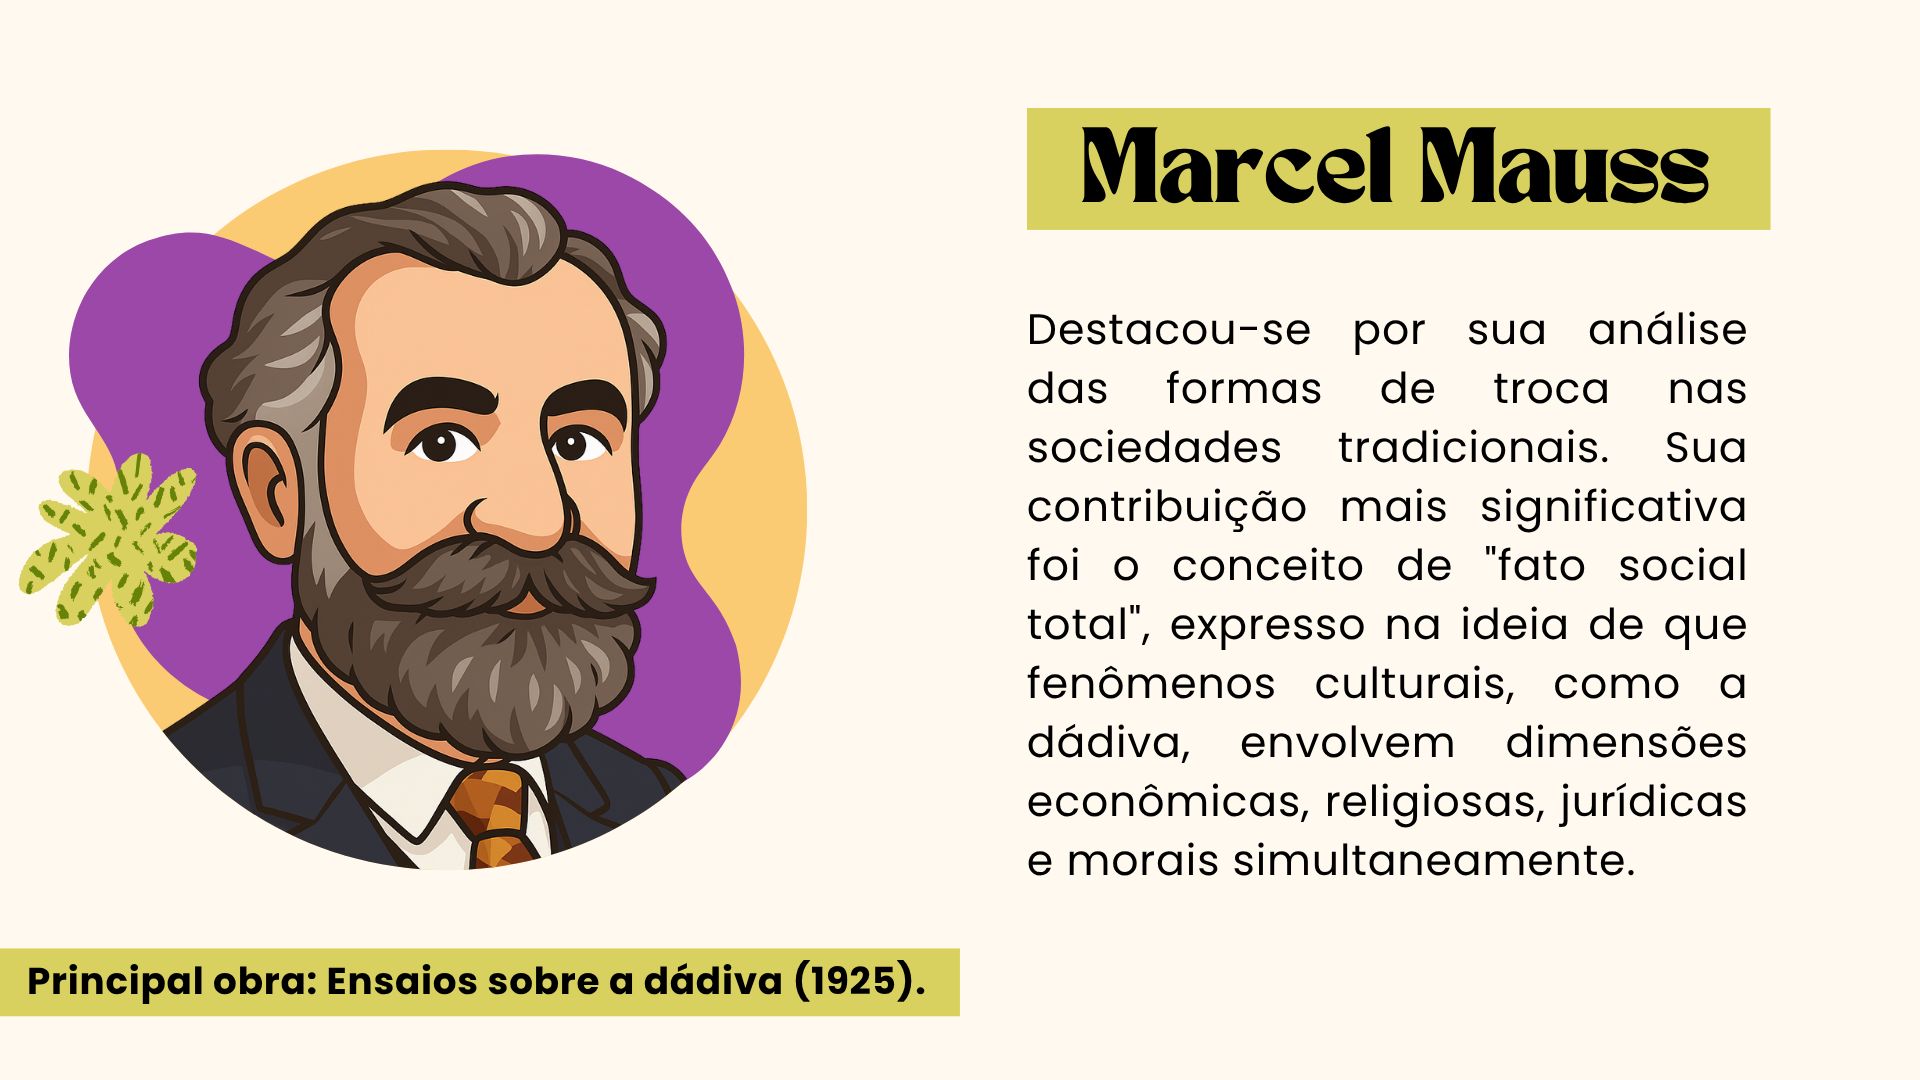 Marcel Mauss
Destacou-se por sua análise
das formas de troca nas
sociedades tradicionais. Sua
contribuição mais significativa
foi o conceito de "fato social
total", expresso na ideia de que
fenômenos culturais, como a
dádiva, envolvem dimensões
econômicas, religiosas, jurídicas
e morais simultaneamente.
Principal obra: Ensaios sobre a dádiva (1925).